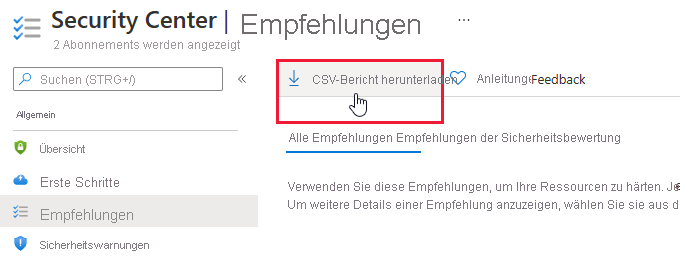 Security Center | Empfehlungen ...
2 Abonnements werden angezeigt
Suchen (STRG+/) «
CSV-Bericht herunterladen Anleitunge Feedback
Allgemein
Übersicht
Erste Schritte
Empfehlungen
Sicherheitswarnungen
Alle Empfehlungen Empfehlungen der Sicherheitsbewertung
Verwenden Sie diese Empfehlungen, um Ihre Ressourcen zu härten. Je
Um weitere Details einer Empfehlung anzuzeigen, wählen Sie sie aus d